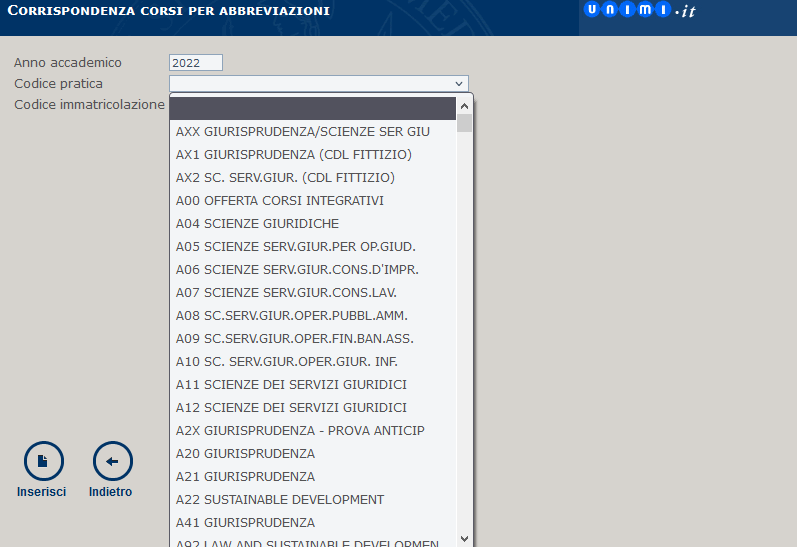 CORRISPONDENZA CORSI PER ABBREVIAZIONI
UNIMI.it
Anno accademico 2022
Codice pratica
Codice immatricolazione
AXX GIURISPRUDENZA/SCIENZE SER GIU
AX1 GIURISPRUDENZA (CDL FITTIZIO)
AX2 SC. SERV.GIUR. (CDL FITTIZIO)
A00 OFFERTA CORSI INTEGRATIVI
A04 SCIENZE GIURIDICHE
A05 SCIENZE SERV.GIUR.PER OP.GIUD.
A06 SCIENZE SERV.GIUR.CONS.D'IMPR.
A07 SCIENZE SERV.GIUR.CONS.LAV.
A08 SC.SERV.GIUR.OPER.PUBBL.AMM.
A09 SC.SERV.GIUR.OPER.FIN.BAN.ASS.
A10 SC. SERV.GIUR.OPER.GIUR. INF.
A11 SCIENZE DEI SERVIZI GIURIDICI
A12 SCIENZE DEI SERVIZI GIURIDICI
A2X GIURISPRUDENZA - PROVA ANTICIP
A20 GIURISPRUDENZA
A21 GIURISPRUDENZA
A22 SUSTAINABLE DEVELOPMENT
A41 GIURISPRUDENZA
A92 LAW AND SUSTAINABLE DEVELOPMEN
Inserisci
Indietro